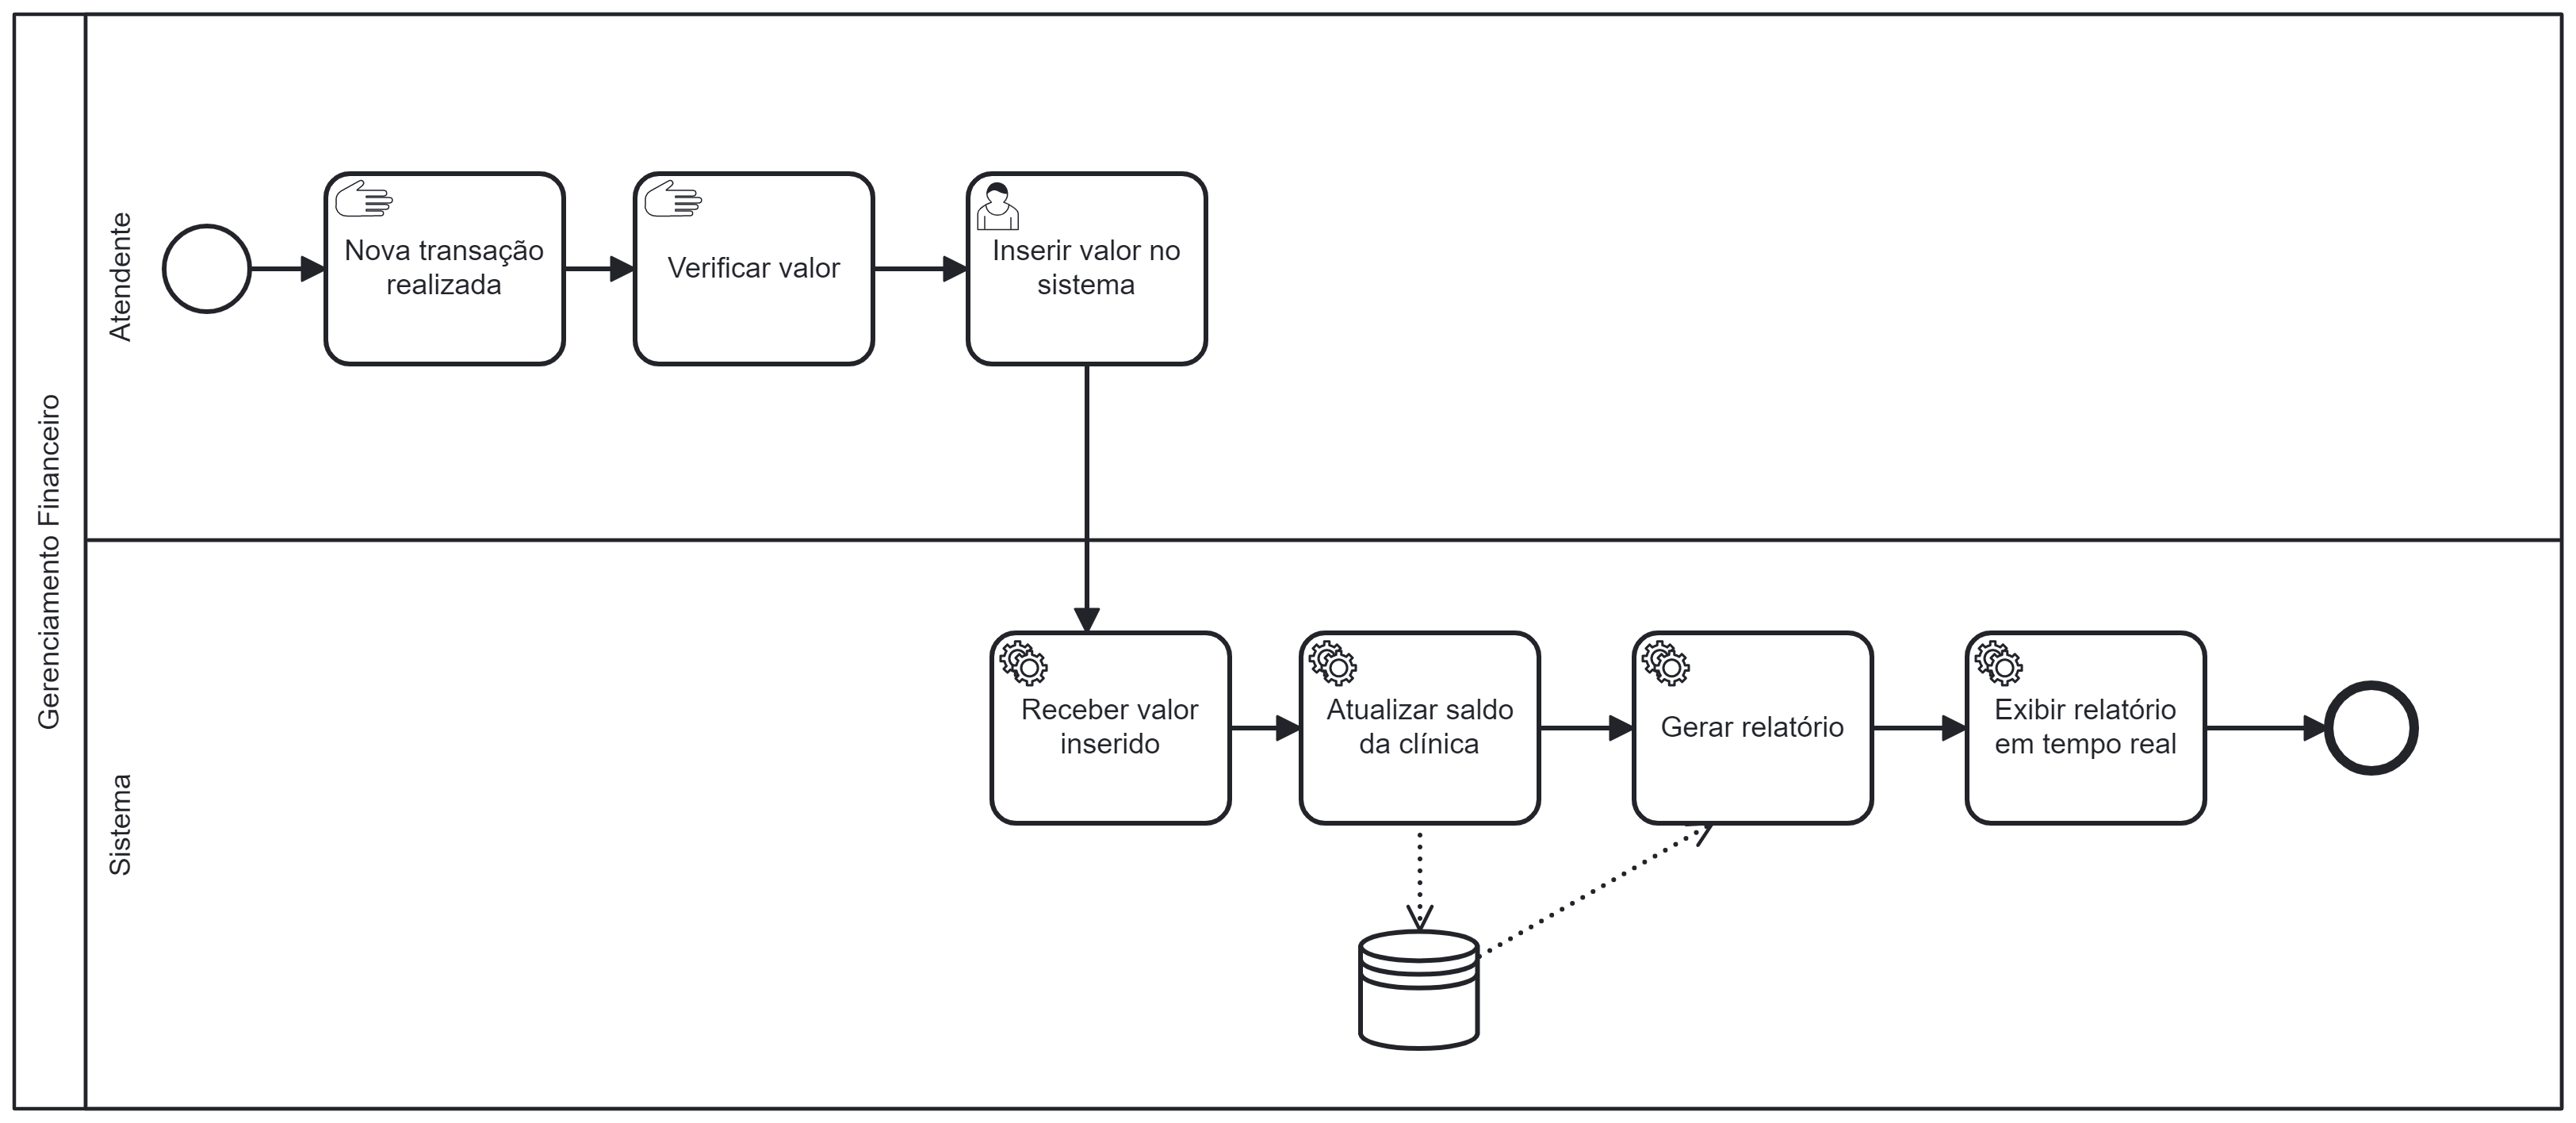 Gerenciamento Financeiro
Atendente
Nova transação
realizada
Verificar valor
Inserir valor no
sistema
Sistema
Receber valor
inserido
Atualizar saldo
da clínica
Gerar relatório
Exibir relatório
em tempo real